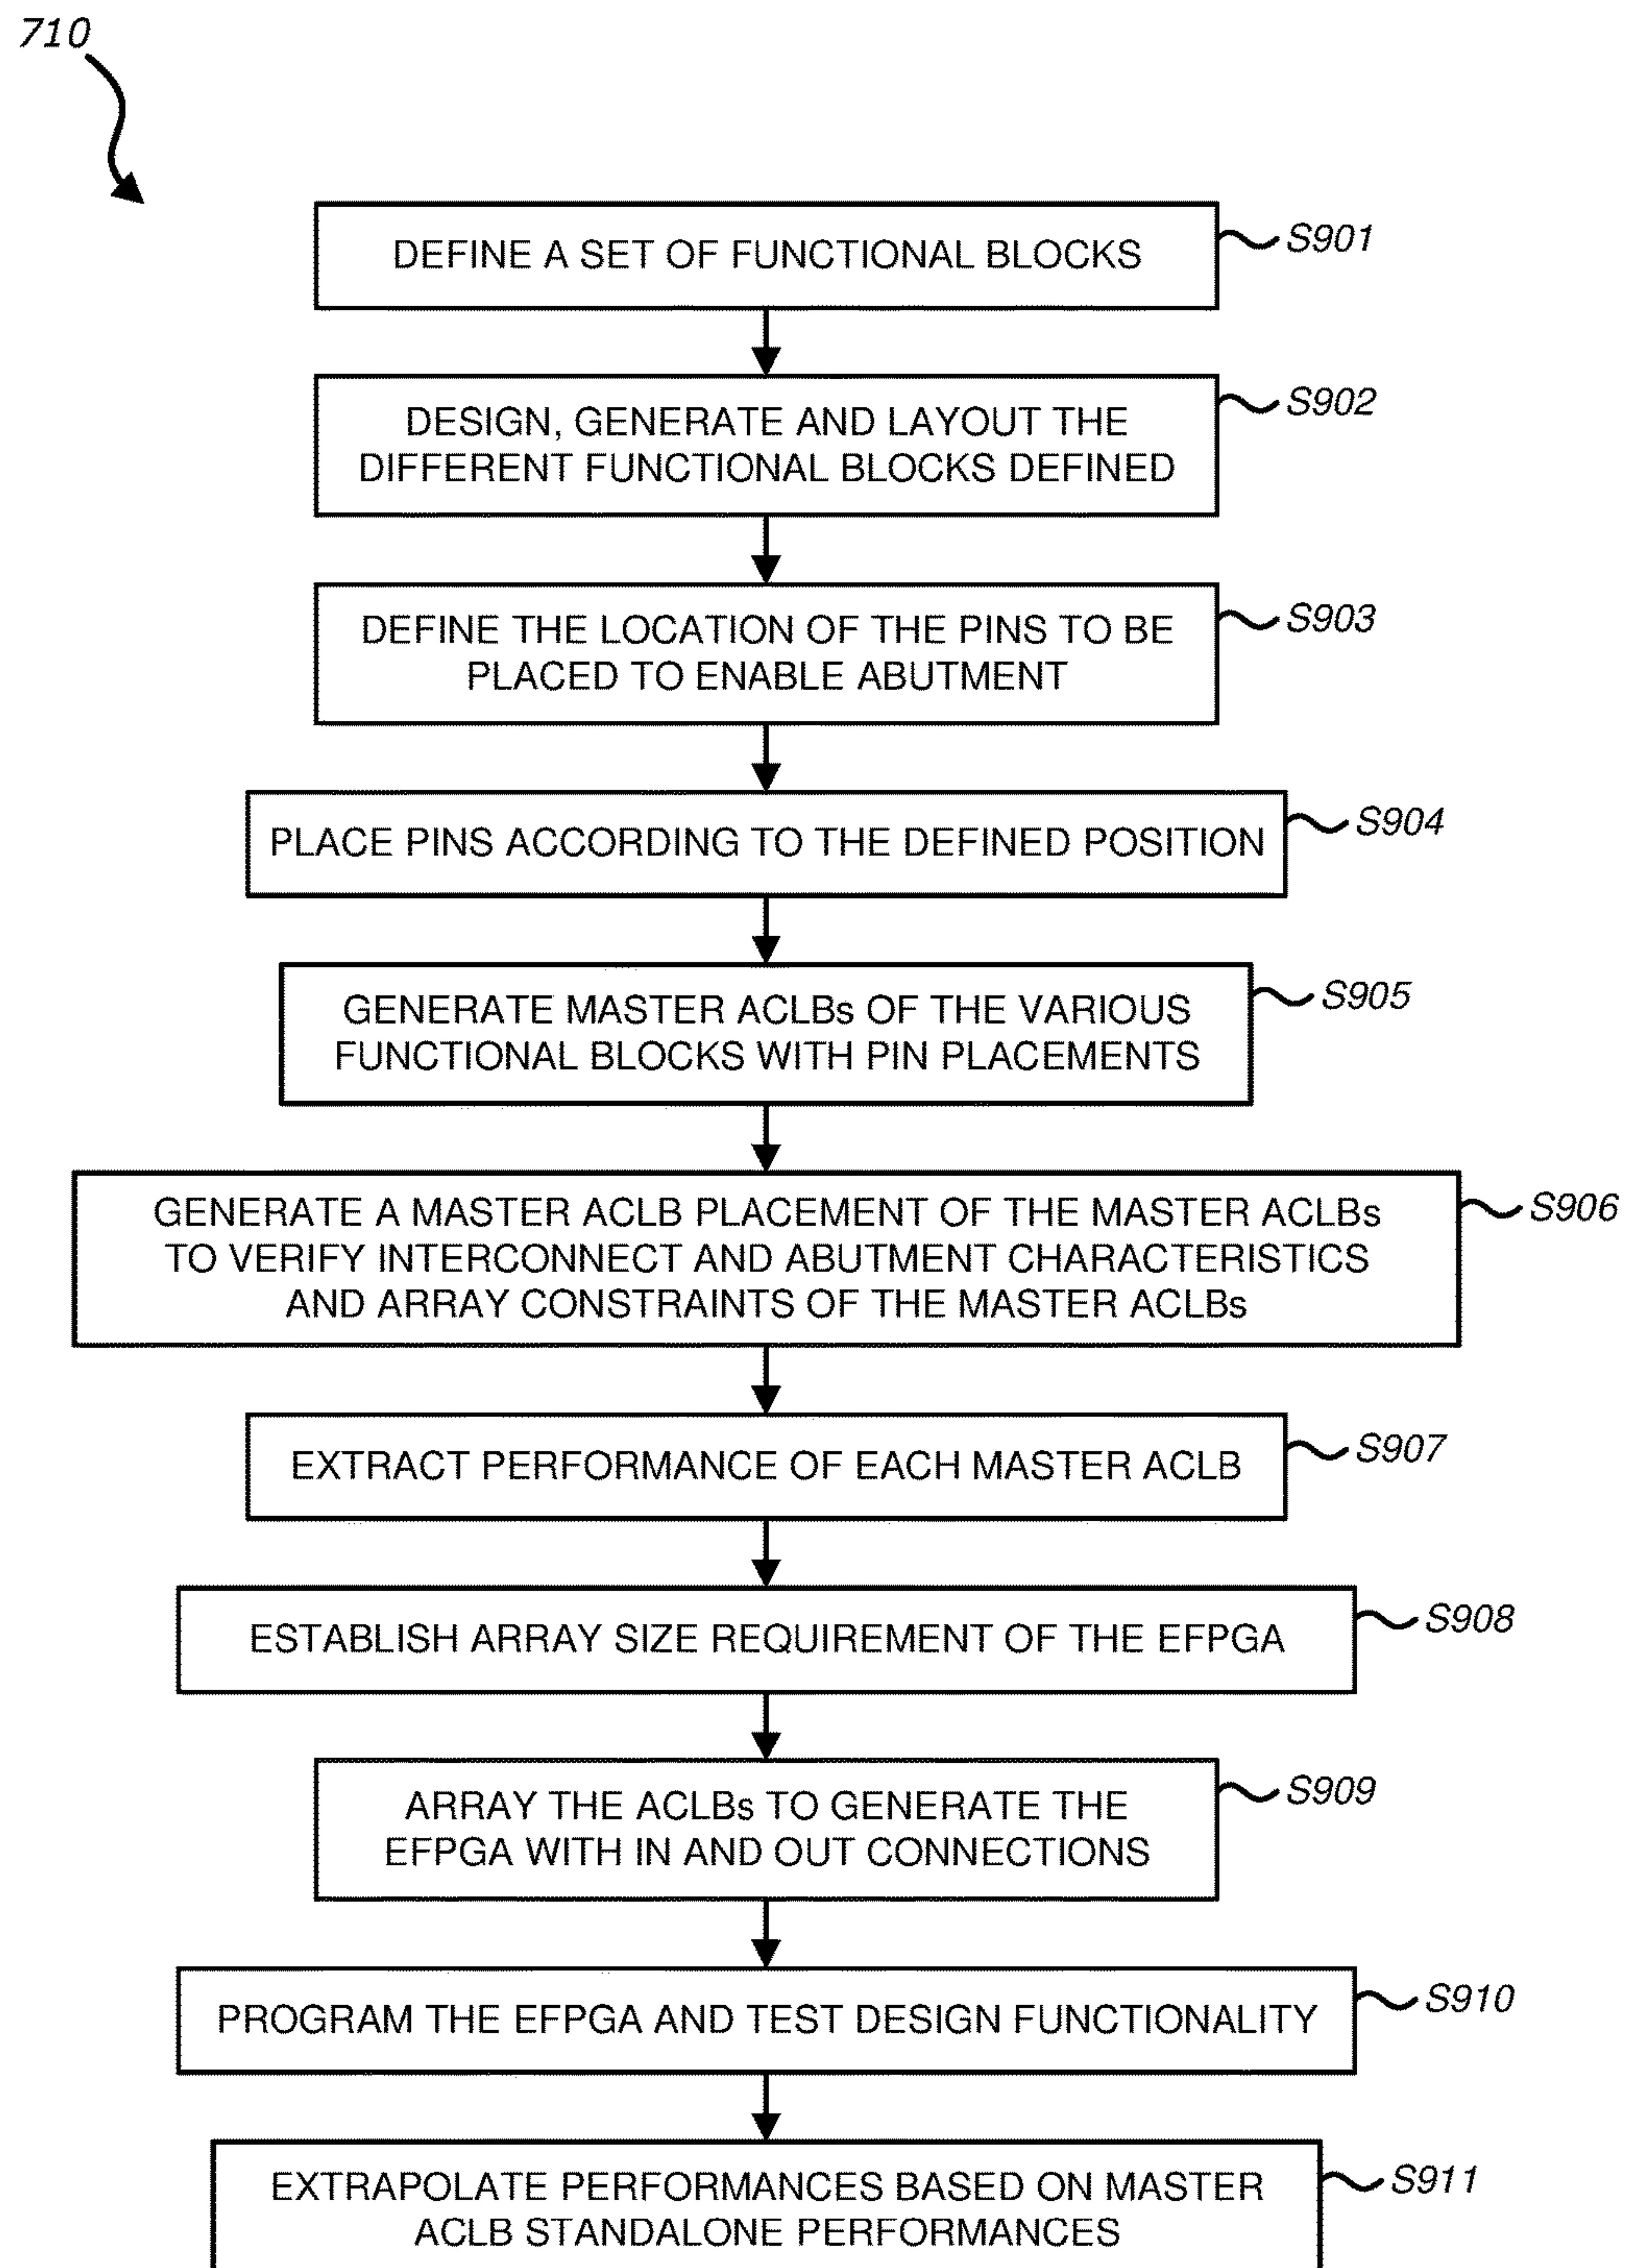 710
DEFINE A SET OF FUNCTIONAL BLOCKS
S901
DESIGN, GENERATE AND LAYOUT THE
DIFFERENT FUNCTIONAL BLOCKS DEFINED
S902
DEFINE THE LOCATION OF THE PINS TO BE
PLACED TO ENABLE ABUTMENT
S903
PLACE PINS ACCORDING TO THE DEFINED POSITION
S904
GENERATE MASTER ACLBs OF THE VARIOUS
FUNCTIONAL BLOCKS WITH PIN PLACEMENTS
S905
GENERATE A MASTER ACLB PLACEMENT OF THE MASTER ACLBs
TO VERIFY INTERCONNECT AND ABUTMENT CHARACTERISTICS
AND ARRAY CONSTRAINTS OF THE MASTER ACLBs
S906
EXTRACT PERFORMANCE OF EACH MASTER ACLB
S907
ESTABLISH ARRAY SIZE REQUIREMENT OF THE EFPGA
S908
ARRAY THE ACLBs TO GENERATE THE
EFPGA WITH IN AND OUT CONNECTIONS
S909
PROGRAM THE EFPGA AND TEST DESIGN FUNCTIONALITY
S910
EXTRAPOLATE PERFORMANCES BASED ON MASTER
ACLB STANDALONE PERFORMANCES
S911